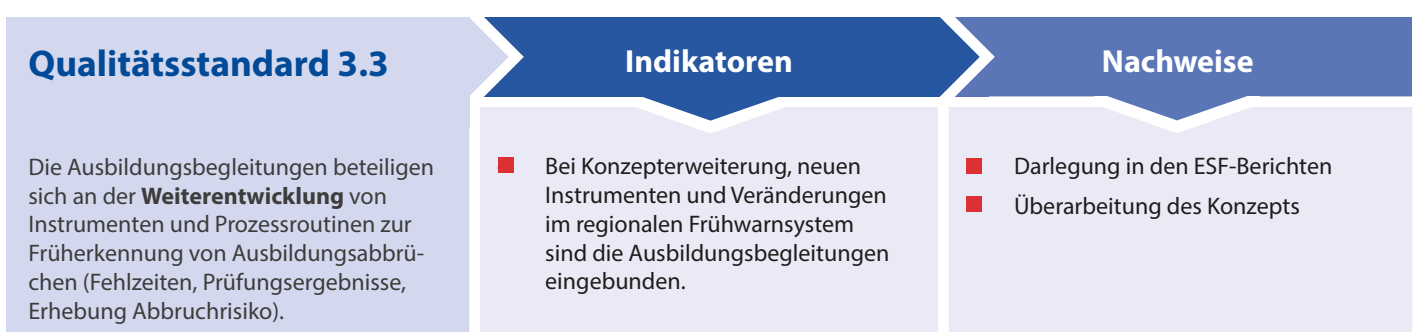 Qualitätsstandard 3.3
Die Ausbildungsbegleitungen beteiligen
sich an der Weiterentwicklung von
Instrumenten und Prozessroutinen zur
Früherkennung von Ausbildungsabbrü-
chen (Fehlzeiten, Prüfungsergebnisse,
Erhebung Abbruchrisiko).
Indikatoren
Bei Konzepterweiterung, neuen
Instrumenten und Veränderungen
im regionalen Frühwarnsystem
sind die Ausbildungsbegleitungen
eingebunden.
Nachweise
Darlegung in den ESF-Berichten
Überarbeitung des Konzepts